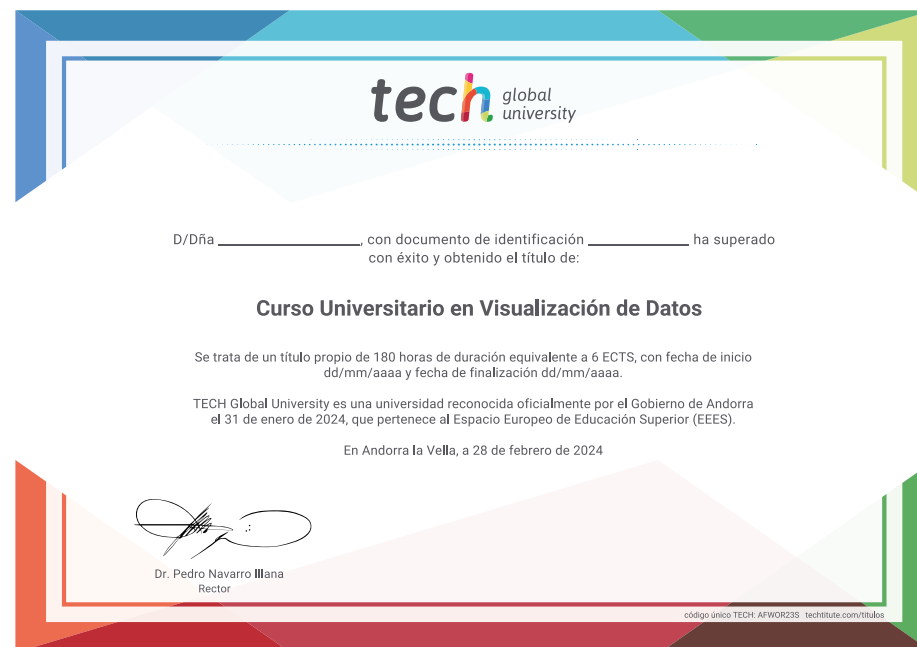 tech global university
D/Dña ______________, con documento de identificación __________ ha superado
con éxito y obtenido el título de:
Curso Universitario en Visualización de Datos
Se trata de un título propio de 180 horas de duración equivalente a 6 ECTS, con fecha de inicio
dd/mm/aaaa y fecha de finalización dd/mm/aaaa.
TECH Global University es una universidad reconocida oficialmente por el Gobierno de Andorra
el 31 de enero de 2024, que pertenece al Espacio Europeo de Educación Superior (EEES).
En Andorra la Vella, a 28 de febrero de 2024
Dr. Pedro Navarro Illana
Rector
código único TECH: AFWOR23S techtitute.com/titulos